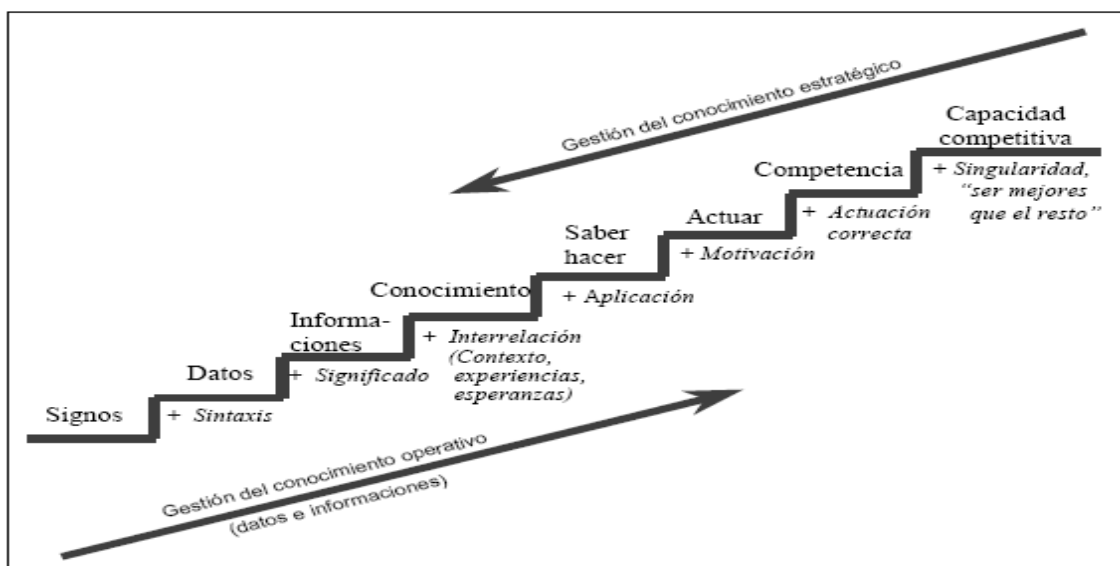 Gestión del conocimiento estratégico
Capacidad
competitiva
+ Singularidad,
“ser mejores
que el resto”
Competencia
+ Actuación
correcta
Actuar
+ Motivación
Saber
hacer
+ Aplicación
Conocimiento
+ Interrelación
(Contexto,
experiencias,
esperanzas)
Informa-
ciones
+ Significado
Datos
+ Sintaxis
Signos
Gestión del conocimiento operativo
(datos e informaciones)